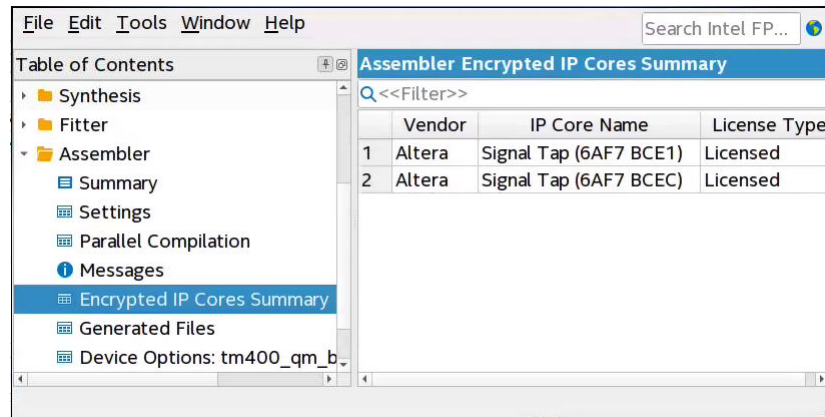 File Edit Tools Window Help
Search Intel FP...
Table of Contents
Synthesis
Fitter
Assembler
Summary
Settings
Parallel Compilation
Messages
Encrypted IP Cores Summary
Generated Files
Device Options: tm400_qm_b
Assembler Encrypted IP Cores Summary
<<Filter>>
Vendor IP Core Name License Type
1 Altera Signal Tap (6AF7 BCE1) Licensed
2 Altera Signal Tap (6AF7 BCEC) Licensed